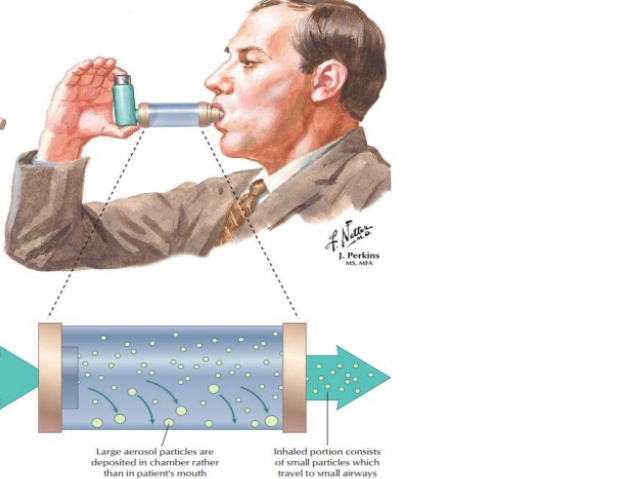 F. Netter
M.D.
J. Perkins
MS, MFA
Large aerosol particles are
deposited in chamber rather
than in patient's mouth
Inhaled portion consists
of small particles which
travel to small airways